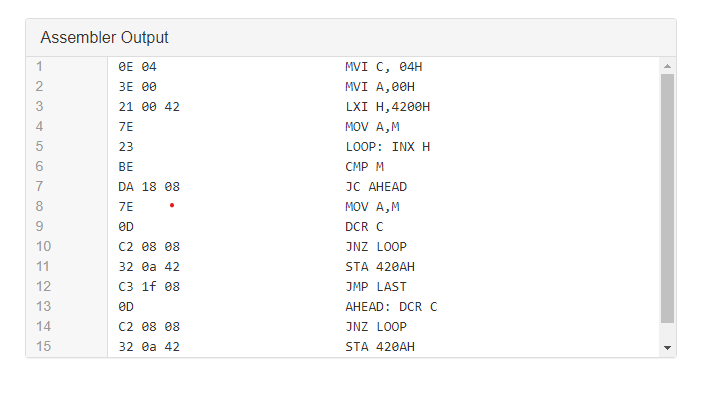 Assembler Output
1 0E 04 MVI C, 04H
2 3E 00 MVI A,00H
3 21 00 42 LXI H,4200H
4 7E MOV A,M
5 23 LOOP: INX H
6 BE CMP M
7 DA 18 08 JC AHEAD
8 7E MOV A,M
9 0D DCR C
10 C2 08 08 JNZ LOOP
11 32 0a 42 STA 420AH
12 C3 1f 08 JMP LAST
13 0D AHEAD: DCR C
14 C2 08 08 JNZ LOOP
15 32 0a 42 STA 420AH